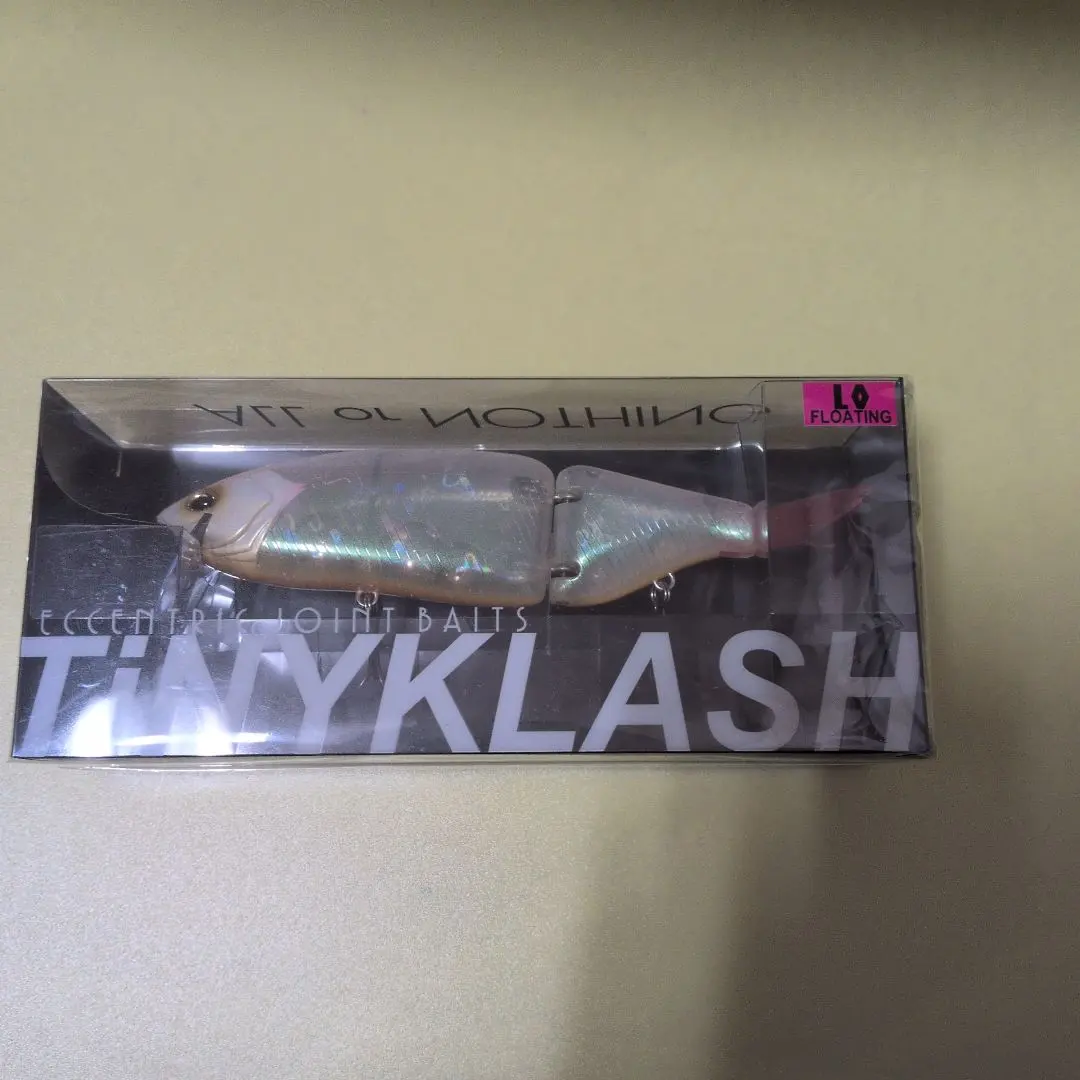 ALL or NOTHING
LO
FLOATING
ECCENTRIC JOINT BAITS
TiNYKLASH